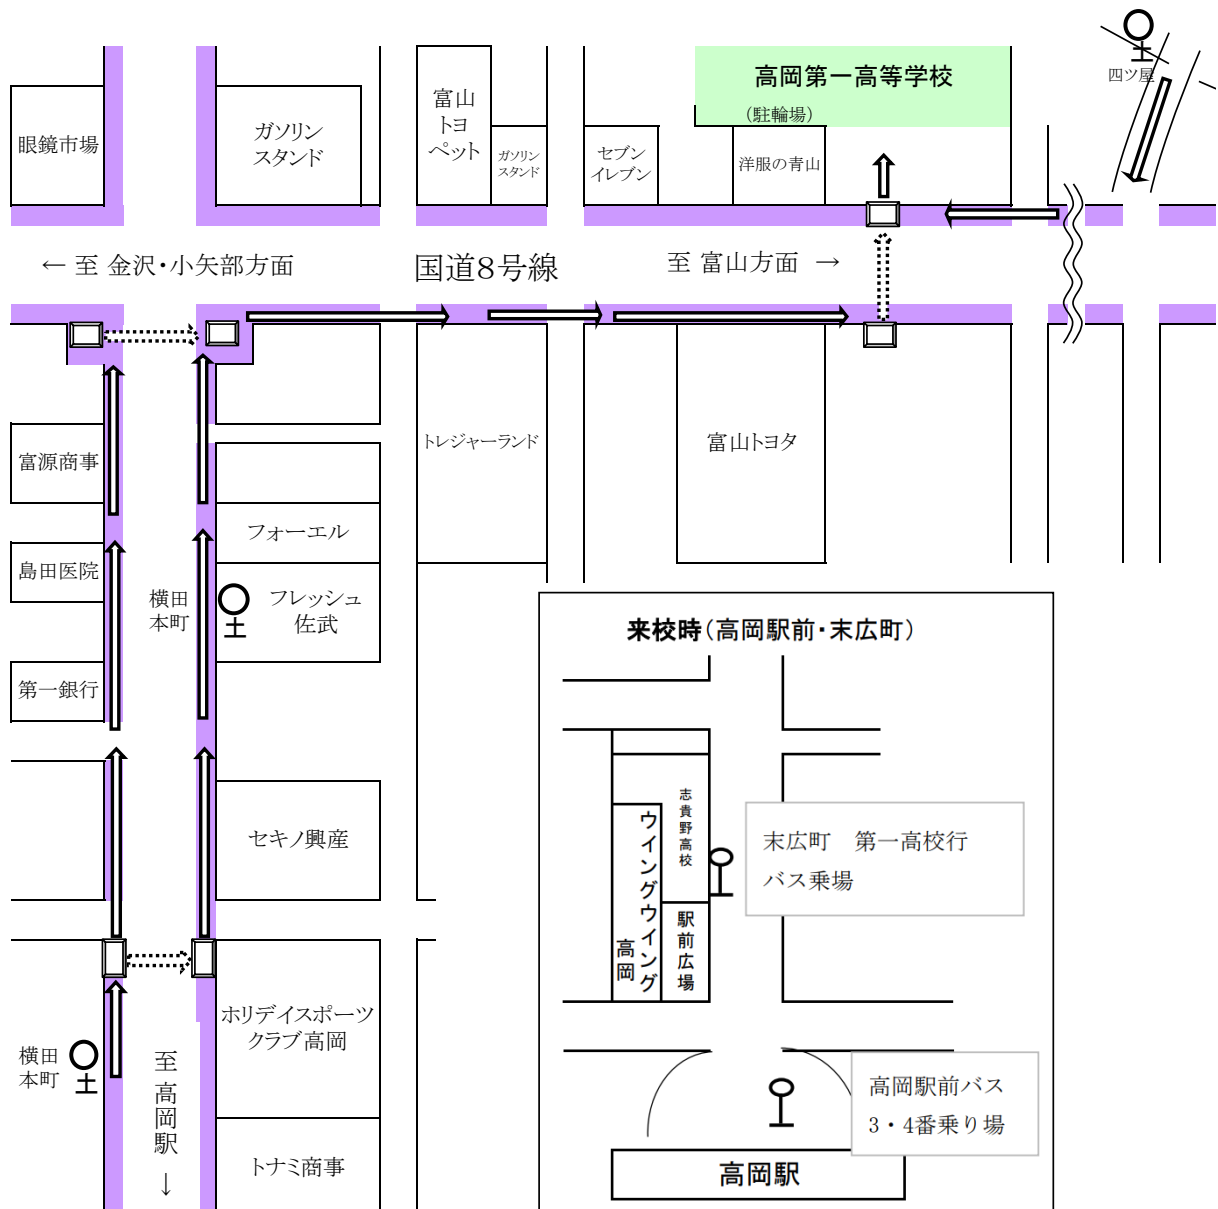 高岡第一高等学校
（駐輪場）
四ツ屋
眼鏡市場
ガソリン
スタンド
富山
トヨ
ペット
ガソリン
スタンド
セブン
イレブン
洋服の青山
← 至 金沢・小矢部方面
国道8号線
至 富山方面 →
富源商事
トレジャーランド
富山トヨタ
フォーエル
島田医院
横田
本町
フレッシュ
佐武
第一銀行
セキノ興産
ホリデイスポーツ
クラブ高岡
横田
本町
至高岡駅↓
トナミ商事
来校時（高岡駅前・末広町）
志貴野高校
ウイングウイング
高岡
駅前広場
末広町　第一高校行
バス乗場
高岡駅前バス
3・4番乗り場
高岡駅